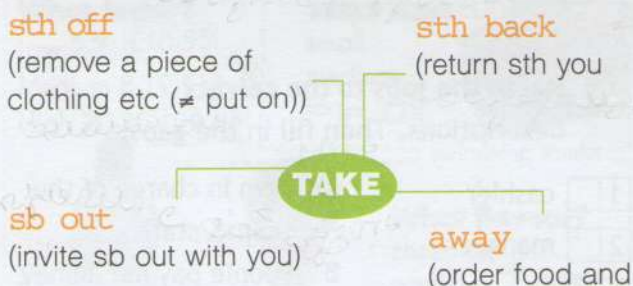 sth off
(remove a piece of
clothing etc (≠ put on))
sth back
(return sth you
TAKE
sb out
(invite sb out with you)
away
(order food and